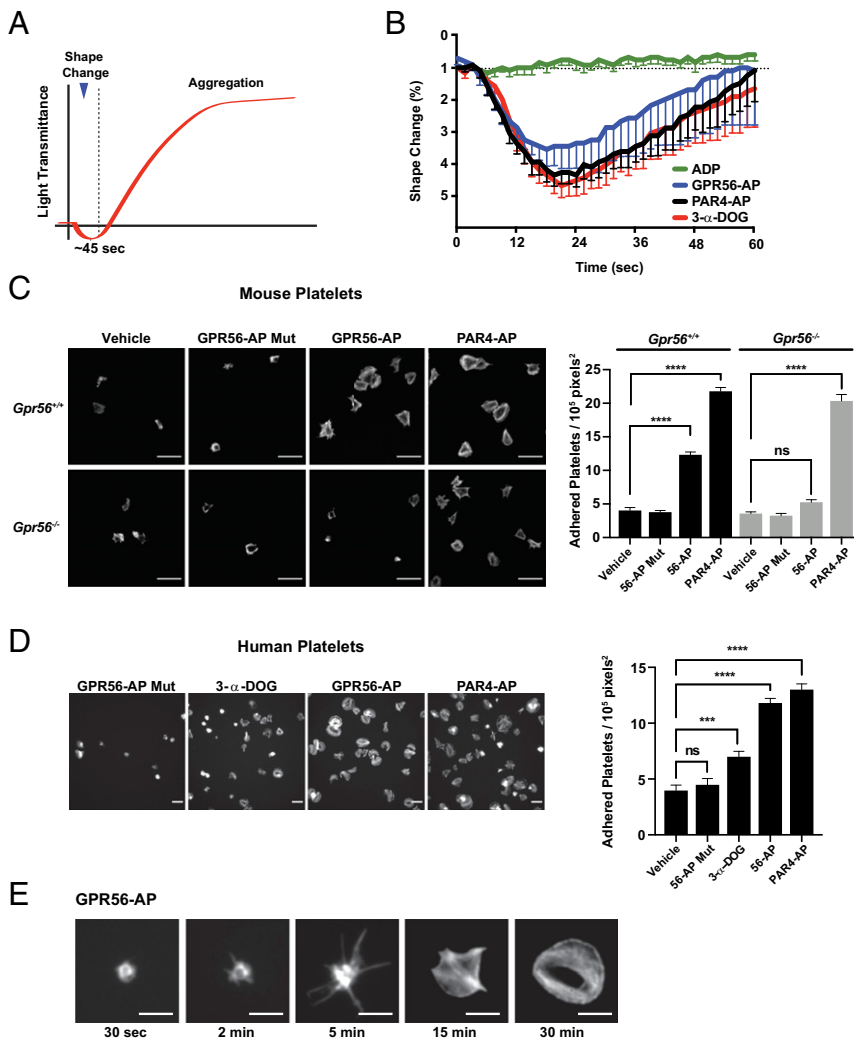 A
Shape
Change
Aggregation
Light Transmittance
~45 sec
B
0
1
2
3
4
5
Shape Change (%)
ADP
GPR56-AP
PAR4-AP
3-α-DOG
0 12 24 36 48 60
Time (sec)
C
Mouse Platelets
Vehicle GPR56-AP Mut GPR56-AP PAR4-AP
Gpr56+/+
Gpr56-/-
Gpr56+/+ Gpr56-/-
25
20
15
10
5
0
Adhered Platelets / 10⁵ pixels²
**** ****
**** ns
Vehicle 56-AP Mut 56-AP PAR4-AP Vehicle 56-AP Mut 56-AP PAR4-AP
D
Human Platelets
GPR56-AP Mut 3-α-DOG GPR56-AP PAR4-AP
15
10
5
0
Adhered Platelets / 10⁵ pixels²
****
****
***
ns
Vehicle 56-AP Mut 3-α-DOG 56-AP PAR4-AP
E
GPR56-AP
30 sec 2 min 5 min 15 min 30 min